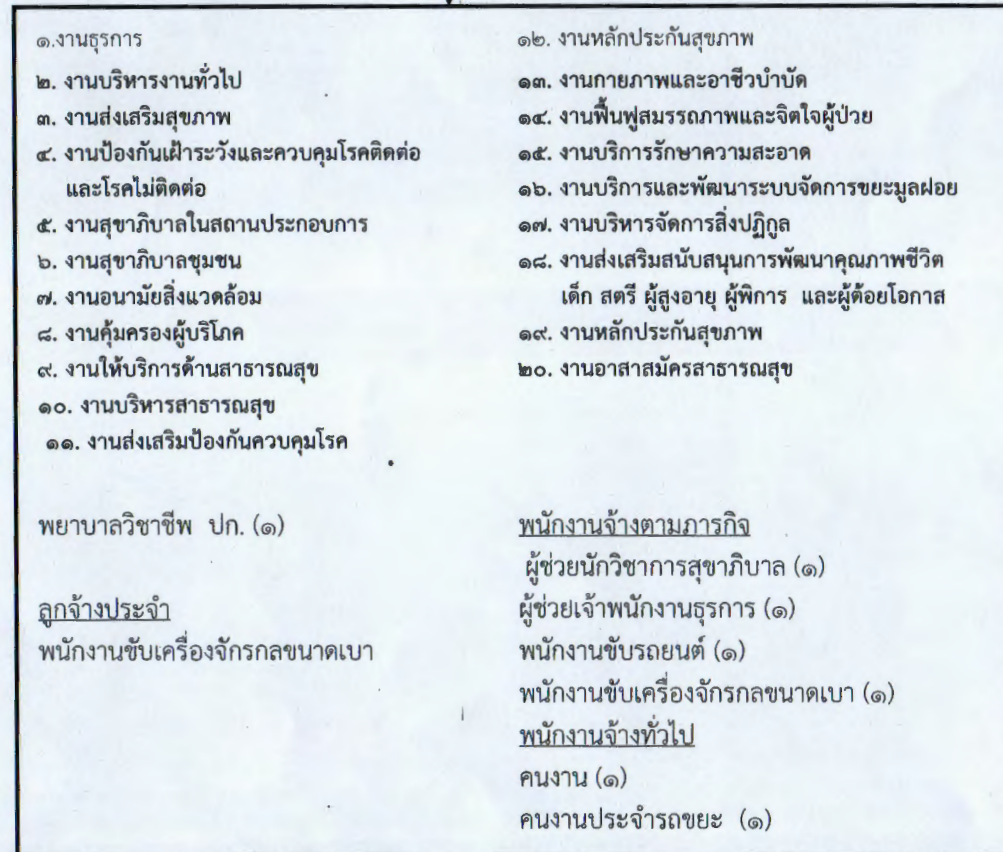 ๑.งานธุรการ
๒. งานบริหารงานทั่วไป
๓. งานส่งเสริมสุขภาพ
๔. งานป้องกันเฝ้าระวังและควบคุมโรคติดต่อ
และโรคไม่ติดต่อ
๕. งานสุขาภิบาลในสถานประกอบการ
๖. งานสุขาภิบาลชุมชน
๗. งานอนามัยสิ่งแวดล้อม
๘. งานคุ้มครองผู้บริโภค
๙. งานให้บริการด้านสาธารณสุข
๑๐. งานบริหารสาธารณสุข
๑๑. งานส่งเสริมป้องกันควบคุมโรค
๑๒. งานหลักประกันสุขภาพ
๑๓. งานกายภาพและอาชีวบำบัด
๑๔. งานฟื้นฟูสมรรถภาพและจิตใจผู้ป่วย
๑๕. งานบริการรักษาความสะอาด
๑๖. งานบริการและพัฒนาระบบจัดการขยะมูลฝอย
๑๗. งานบริหารจัดการสิ่งปฏิกูล
๑๘. งานส่งเสริมสนับสนุนการพัฒนาคุณภาพชีวิต
เด็ก สตรี ผู้สูงอายุ ผู้พิการ และผู้ด้อยโอกาส
๑๙. งานหลักประกันสุขภาพ
๒๐. งานอาสาสมัครสาธารณสุข
พยาบาลวิชาชีพ ปก. (๑)
ลูกจ้างประจำ
พนักงานขับเครื่องจักรกลขนาดเบา
พนักงานจ้างตามภารกิจ
ผู้ช่วยนักวิชาการสุขาภิบาล (๑)
ผู้ช่วยเจ้าพนักงานธุรการ (๑)
พนักงานขับรถยนต์ (๑)
พนักงานขับเครื่องจักรกลขนาดเบา (๑)
พนักงานจ้างทั่วไป
คนงาน (๑)
คนงานประจำรถขยะ (๑)